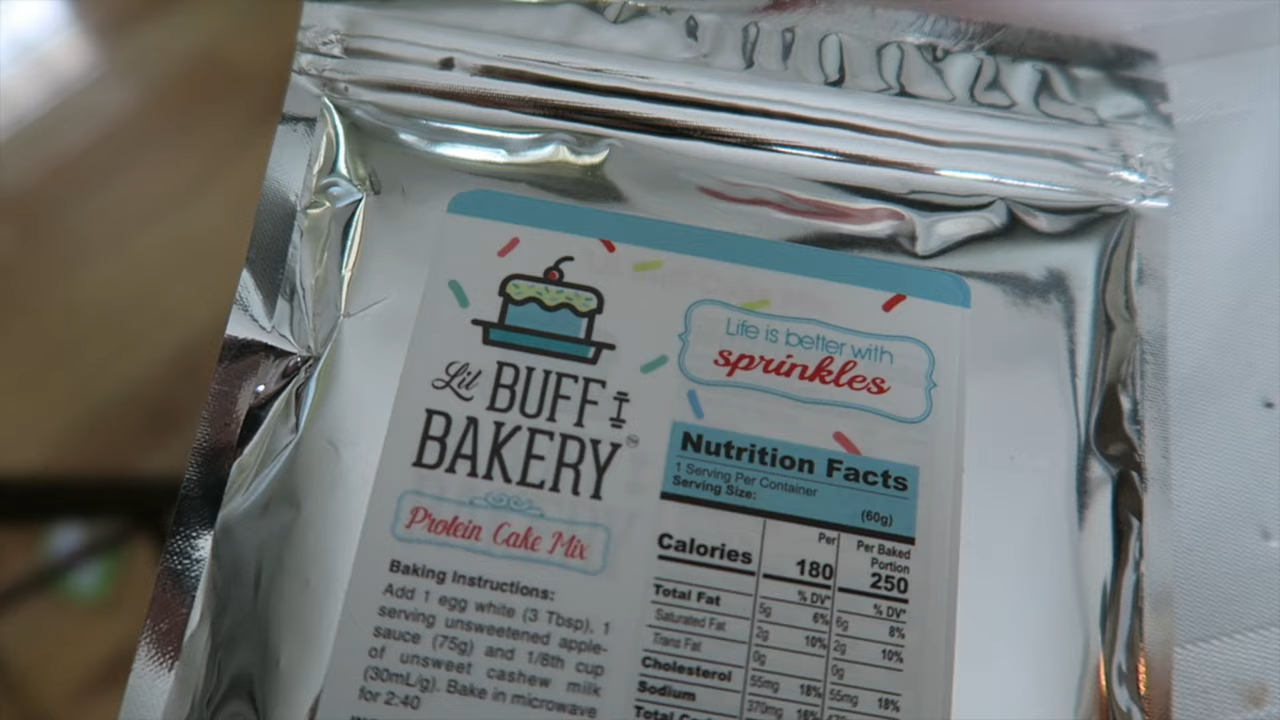 Lil BUFF
BAKERY™
Protein Cake Mix
Baking Instructions:
Add 1 egg white (3 Tbsp), 1
serving unsweetened apple-
sauce (75g) and 1/8th cup
of unsweet cashew milk
(30mL/g). Bake in microwave
for 2:40
Life is better with
sprinkles
Nutrition Facts
1 Serving Per Container
Serving Size: (60g)
Per Per Baked Portion
Calories 180 250
% DV* % DV*
Total Fat 5g 6% 6g 8%
Saturated Fat 2g 10% 2g 10%
Trans Fat 0g 0g
Cholesterol 55mg 18% 55mg 18%
Sodium 370mg 16%
Total